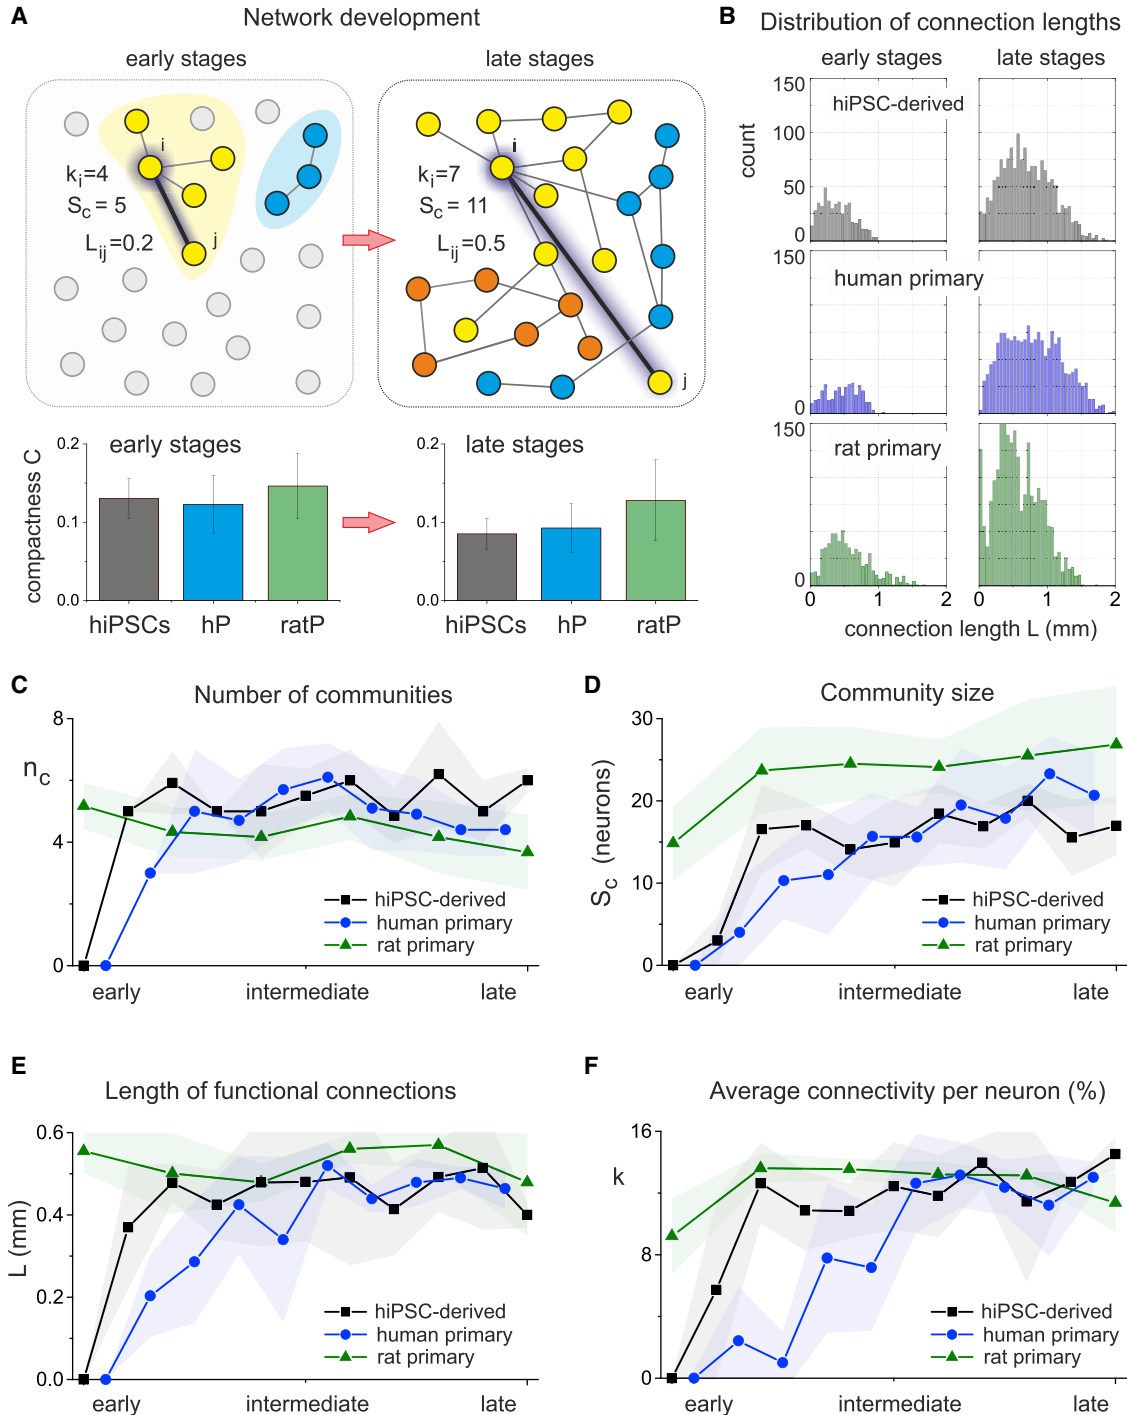 A
Network development
early stages
late stages
i
k_i=4
S_c = 5
L_ij=0.2
j
i
k_i=7
S_c = 11
L_ij=0.5
j
compactness C
0.2
0.1
0.0
early stages
hiPSCs hP ratP
0.2
0.1
0.0
late stages
hiPSCs hP ratP
B
Distribution of connection lengths
early stages late stages
count
150
100
50
0
hiPSC-derived
150
0
human primary
150
0
rat primary
0 1 2
0 1 2
connection length L (mm)
C
Number of communities
n_c
8
4
0
hiPSC-derived
human primary
rat primary
early intermediate late
D
Community size
S_c (neurons)
30
20
10
0
hiPSC-derived
human primary
rat primary
early intermediate late
E
Length of functional connections
L (mm)
0.6
0.4
0.2
0.0
hiPSC-derived
human primary
rat primary
early intermediate late
F
Average connectivity per neuron (%)
k
16
8
0
hiPSC-derived
human primary
rat primary
early intermediate late